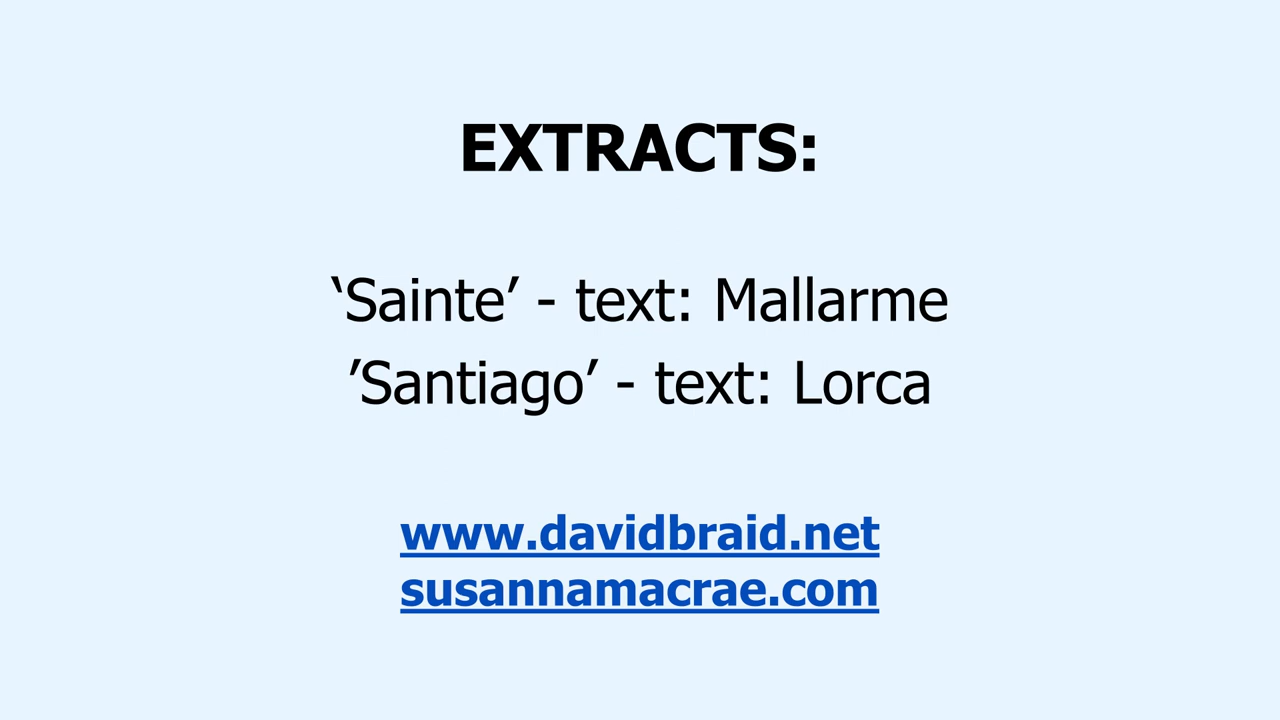 EXTRACTS:
‘Sainte’ - text: Mallarme
’Santiago’ - text: Lorca
www.davidbraid.net
susannamacrae.com